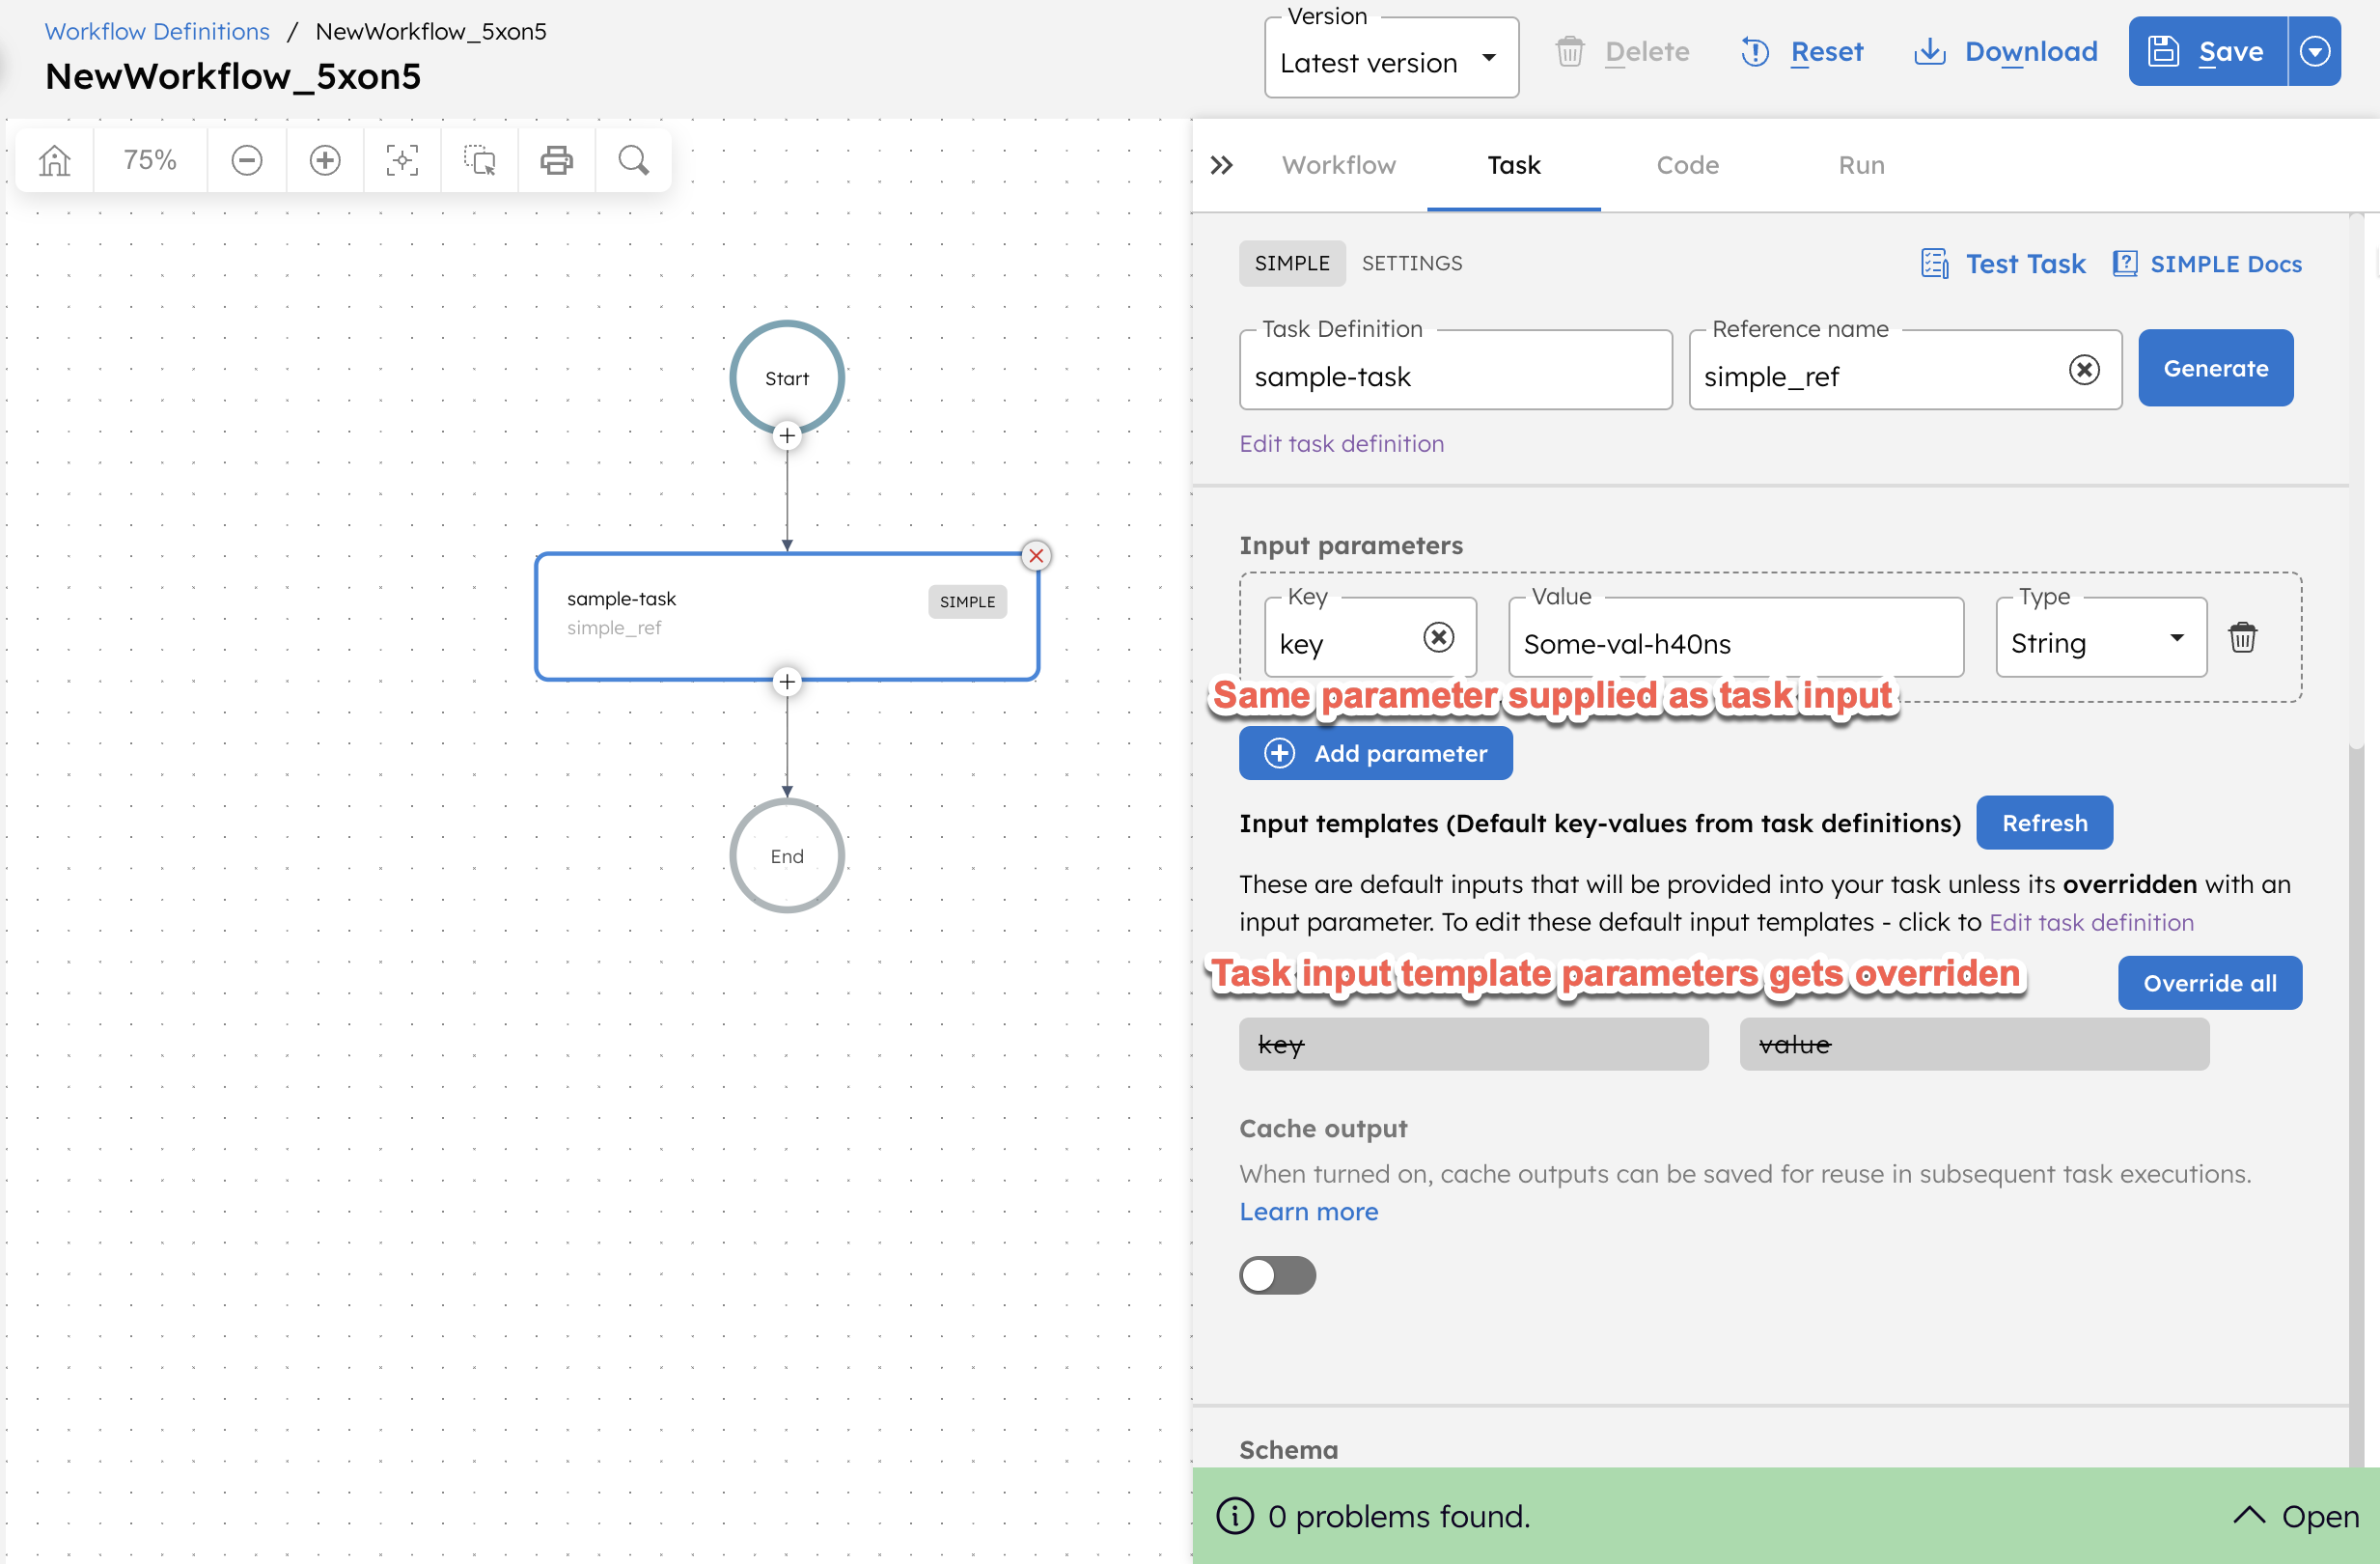 Workflow Definitions / NewWorkflow_5xon5
NewWorkflow_5xon5
Version
Latest version
Delete
Reset
Download
Save
75%
Workflow
Task
Code
Run
SIMPLE
SETTINGS
Test Task
SIMPLE Docs
Task Definition
sample-task
Reference name
simple_ref
Generate
Edit task definition
Start
sample-task
simple_ref
SIMPLE
End
Input parameters
Key
key
Value
Some-val-h40ns
Type
String
Same parameter supplied as task input
Add parameter
Input templates (Default key-values from task definitions)
Refresh
These are default inputs that will be provided into your task unless its overridden with an
input parameter. To edit these default input templates - click to Edit task definition
Task input template parameters gets overriden
Override all
key
value
Cache output
When turned on, cache outputs can be saved for reuse in subsequent task executions.
Learn more
Schema
0 problems found.
Open